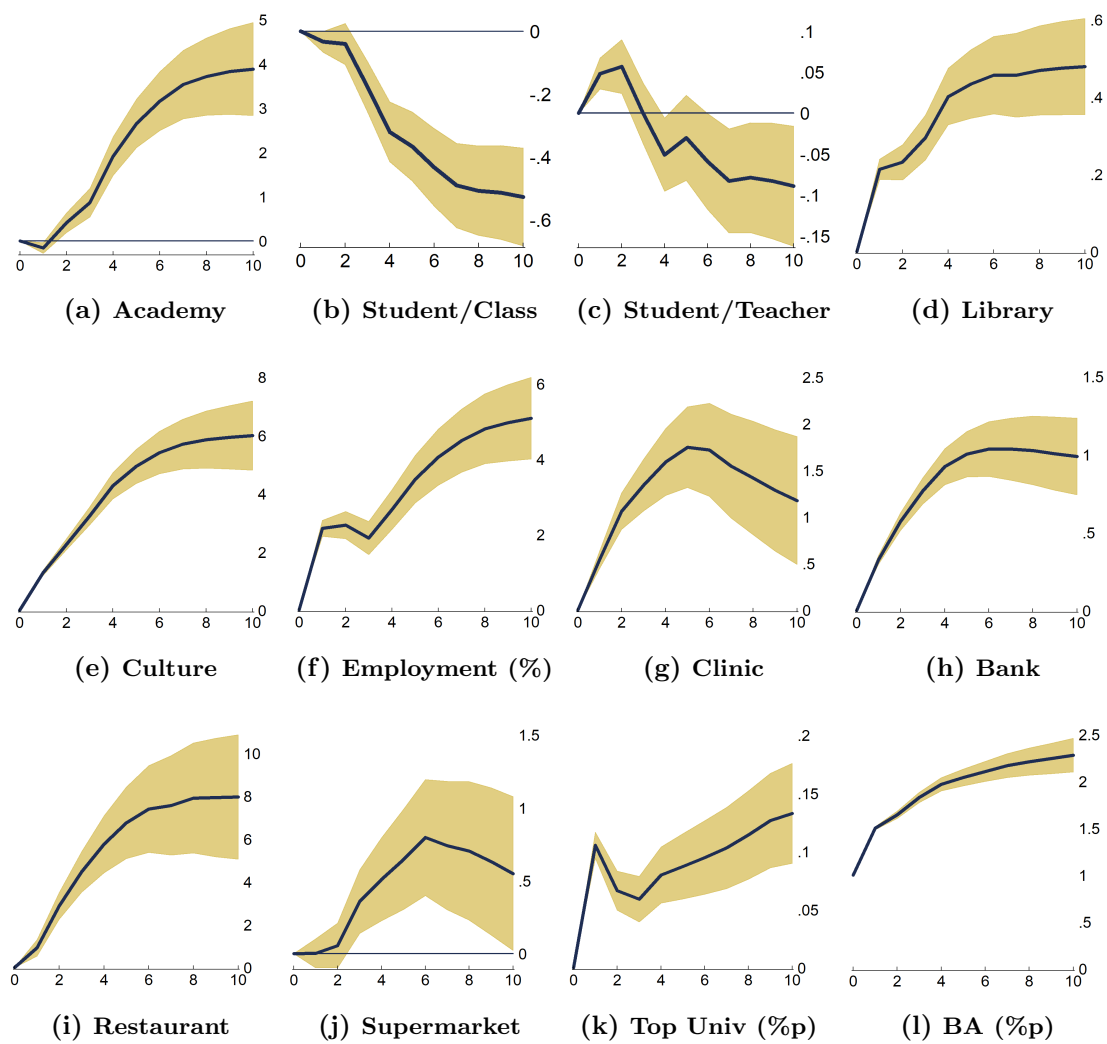 5
4
3
2
1
0
0 2 4 6 8 10
(a) Academy
0
-.2
-.4
-.6
0 2 4 6 8 10
(b) Student/Class
.1
.05
0
-.05
-.1
-.15
0 2 4 6 8 10
(c) Student/Teacher
.6
.4
.2
0
0 2 4 6 8 10
(d) Library
8
6
4
2
0
0 2 4 6 8 10
(e) Culture
6
4
2
0
0 2 4 6 8 10
(f) Employment (%)
2.5
2
1.5
1
.5
0
0 2 4 6 8 10
(g) Clinic
1.5
1
.5
0
0 2 4 6 8 10
(h) Bank
10
8
6
4
2
0
0 2 4 6 8 10
(i) Restaurant
1.5
1
.5
0
0 2 4 6 8 10
(j) Supermarket
.2
.15
.1
.05
0
0 2 4 6 8 10
(k) Top Univ (%p)
2.5
2
1.5
1
.5
0
0 2 4 6 8 10
(l) BA (%p)